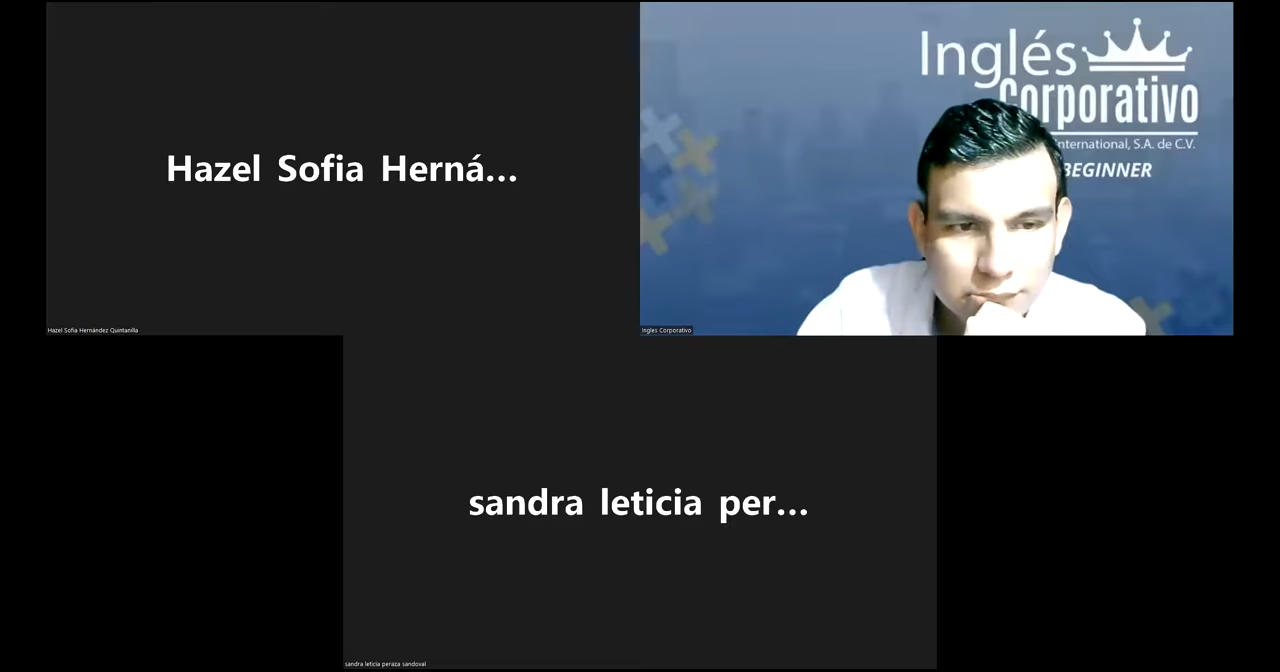 Hazel Sofia Herná...
Hazel Sofia Hernández Quintanilla
Inglés
Corporativo
International, S.A. de C.V.
BEGINNER
Ingles Corporativo
sandra leticia per...
sandra leticia peraza sandoval